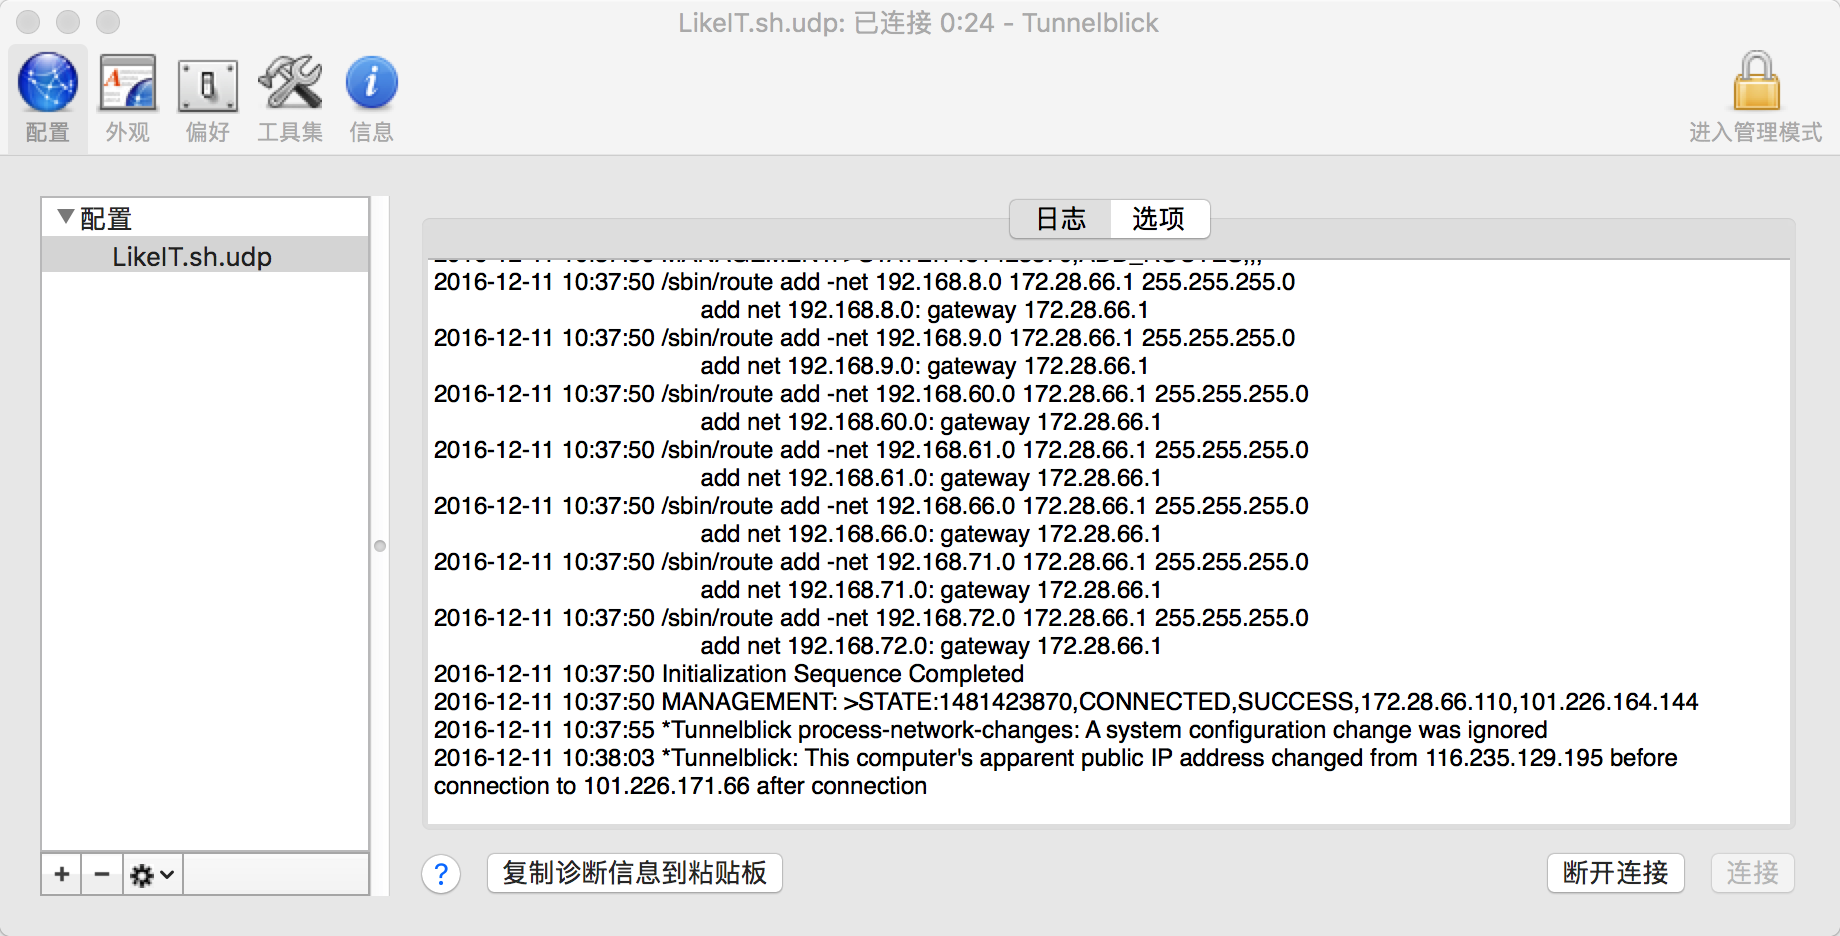 LikeIT.sh.udp: 已连接 0:24 - Tunnelblick
配置
外观
偏好
工具集
信息
进入管理模式
配置
LikeIT.sh.udp
日志
选项
2016-12-11 10:37:50 /sbin/route add -net 192.168.8.0 172.28.66.1 255.255.255.0
add net 192.168.8.0: gateway 172.28.66.1
2016-12-11 10:37:50 /sbin/route add -net 192.168.9.0 172.28.66.1 255.255.255.0
add net 192.168.9.0: gateway 172.28.66.1
2016-12-11 10:37:50 /sbin/route add -net 192.168.60.0 172.28.66.1 255.255.255.0
add net 192.168.60.0: gateway 172.28.66.1
2016-12-11 10:37:50 /sbin/route add -net 192.168.61.0 172.28.66.1 255.255.255.0
add net 192.168.61.0: gateway 172.28.66.1
2016-12-11 10:37:50 /sbin/route add -net 192.168.66.0 172.28.66.1 255.255.255.0
add net 192.168.66.0: gateway 172.28.66.1
2016-12-11 10:37:50 /sbin/route add -net 192.168.71.0 172.28.66.1 255.255.255.0
add net 192.168.71.0: gateway 172.28.66.1
2016-12-11 10:37:50 /sbin/route add -net 192.168.72.0 172.28.66.1 255.255.255.0
add net 192.168.72.0: gateway 172.28.66.1
2016-12-11 10:37:50 Initialization Sequence Completed
2016-12-11 10:37:50 MANAGEMENT: >STATE:1481423870,CONNECTED,SUCCESS,172.28.66.110,101.226.164.144
2016-12-11 10:37:55 *Tunnelblick process-network-changes: A system configuration change was ignored
2016-12-11 10:38:03 *Tunnelblick: This computer's apparent public IP address changed from 116.235.129.195 before
connection to 101.226.171.66 after connection
复制诊断信息到粘贴板
断开连接
连接